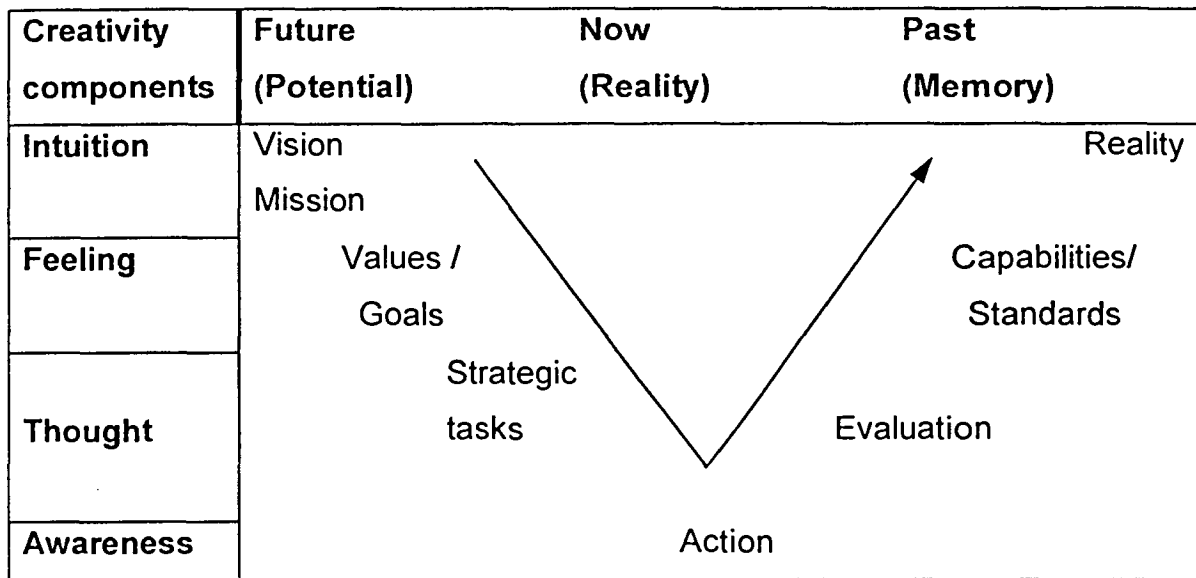 Creativity Future Now Past
components (Potential) (Reality) (Memory)
Intuition Vision Reality
Mission
Feeling Values / Capabilities/
Goals Standards
Strategic
Thought tasks Evaluation
Awareness Action